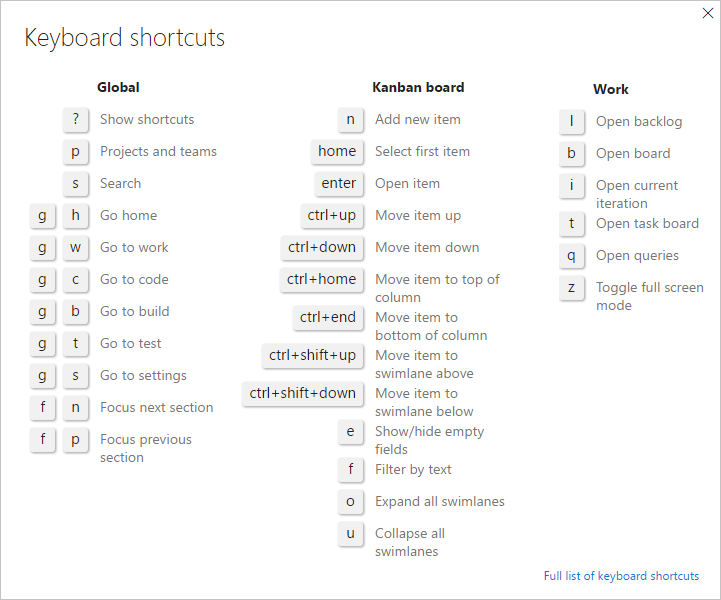 Keyboard shortcuts
Global
? Show shortcuts
p Projects and teams
s Search
g h Go home
g w Go to work
g c Go to code
g b Go to build
g t Go to test
g s Go to settings
f n Focus next section
f p Focus previous
section
Kanban board
n Add new item
home Select first item
enter Open item
ctrl+up Move item up
ctrl+down Move item down
ctrl+home Move item to top of
column
ctrl+end Move item to
bottom of column
ctrl+shift+up Move item to
swimlane above
ctrl+shift+down Move item to
swimlane below
e Show/hide empty
fields
f Filter by text
o Expand all swimlanes
u Collapse all
swimlanes
Work
l Open backlog
b Open board
i Open current
iteration
t Open task board
q Open queries
z Toggle full screen
mode
Full list of keyboard shortcuts